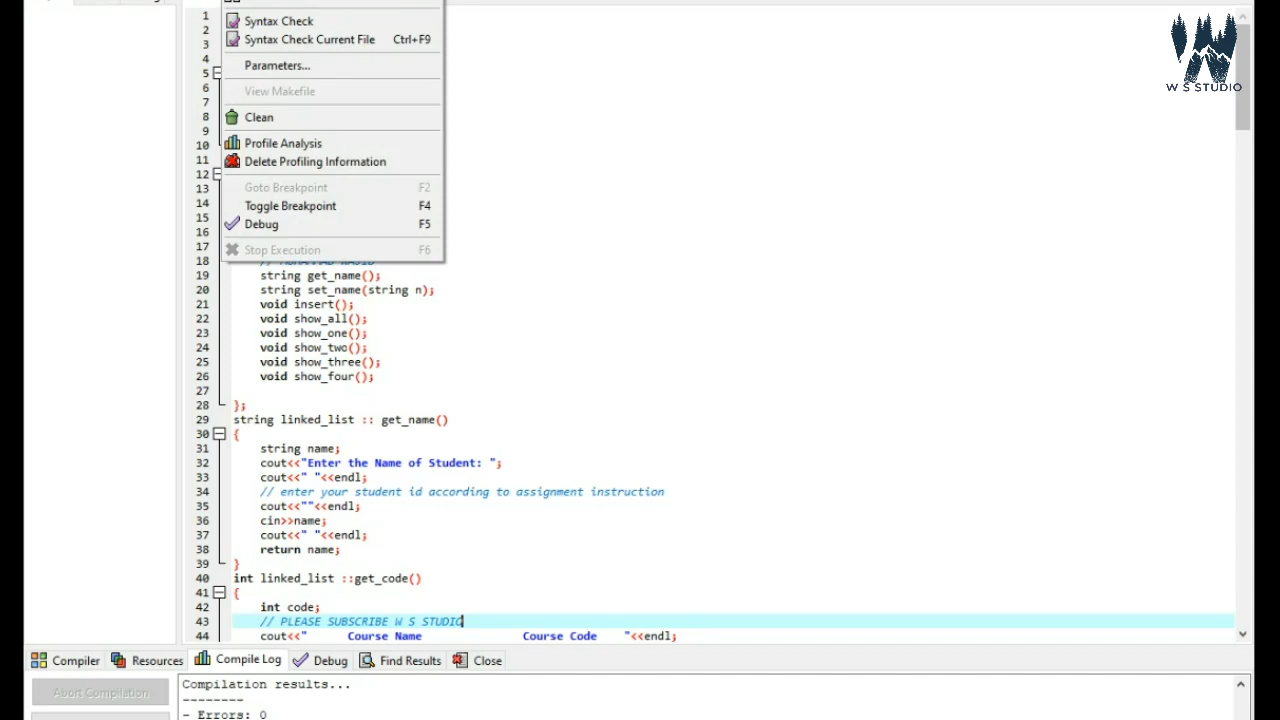 Syntax Check
Syntax Check Current File Ctrl+F9
Parameters...
View Makefile
Clean
Profile Analysis
Delete Profiling Information
Goto Breakpoint F2
Toggle Breakpoint F4
Debug F5
Stop Execution F6
W S STUDIO
1
2
3
4
5
6
7
8
9
10
11
12
13
14
15
16
17
18
19 string get_name();
20 string set_name(string n);
21 void insert();
22 void show_all();
23 void show_one();
24 void show_two();
25 void show_three();
26 void show_four();
27
28 };
29 string linked_list :: get_name()
30 {
31 string name;
32 cout<<"Enter the Name of Student: ";
33 cout<<" "<<endl;
34 // enter your student id according to assignment instruction
35 cout<<""<<endl;
36 cin>>name;
37 cout<<" "<<endl;
38 return name;
39 }
40 int linked_list ::get_code()
41 {
42 int code;
43 // PLEASE SUBSCRIBE W S STUDIO
44 cout<<" Course Name Course Code "<<endl;
Compiler Resources Compile Log Debug Find Results Close
Abort Compilation
Compilation results...
--------
- Errors: 0